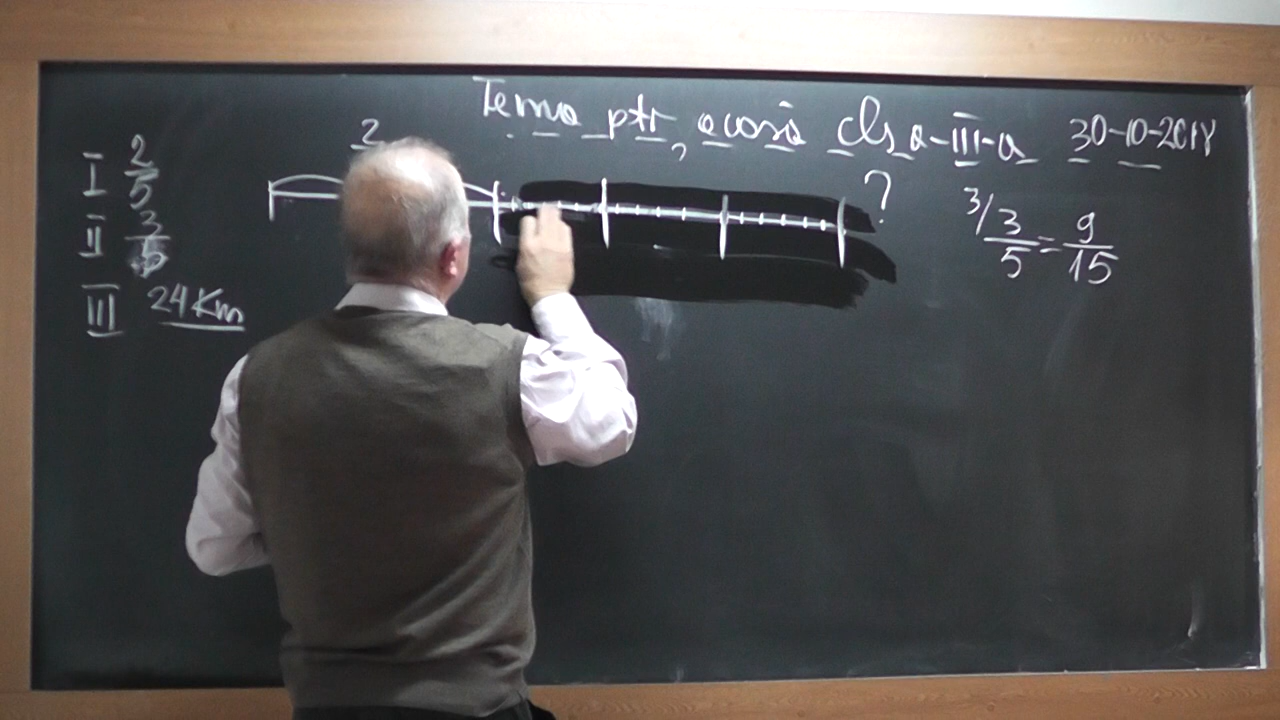 Tema ptr, acasă cls a-III-a 30-10-2018
I 2/5
2
?
3/ 3/5 = 9/15
II 3/5
III 24 Km